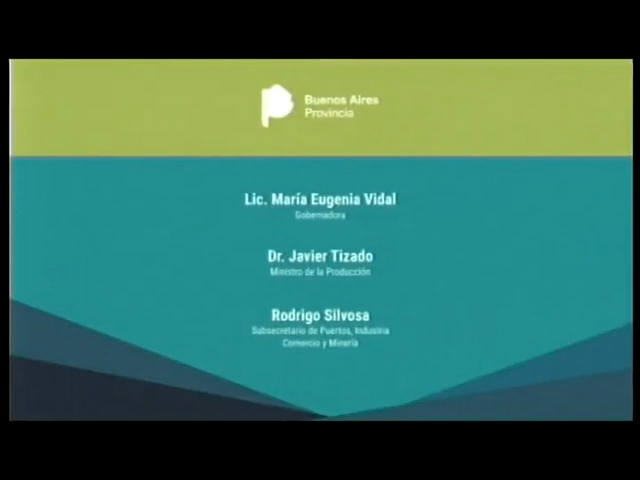 Buenos Aires
Provincia
Lic. María Eugenia Vidal
Gobernadora
Dr. Javier Tizado
Ministro de la Producción
Rodrigo Silvosa
Subsecretario de Puertos, Industria
Comercio y Minería